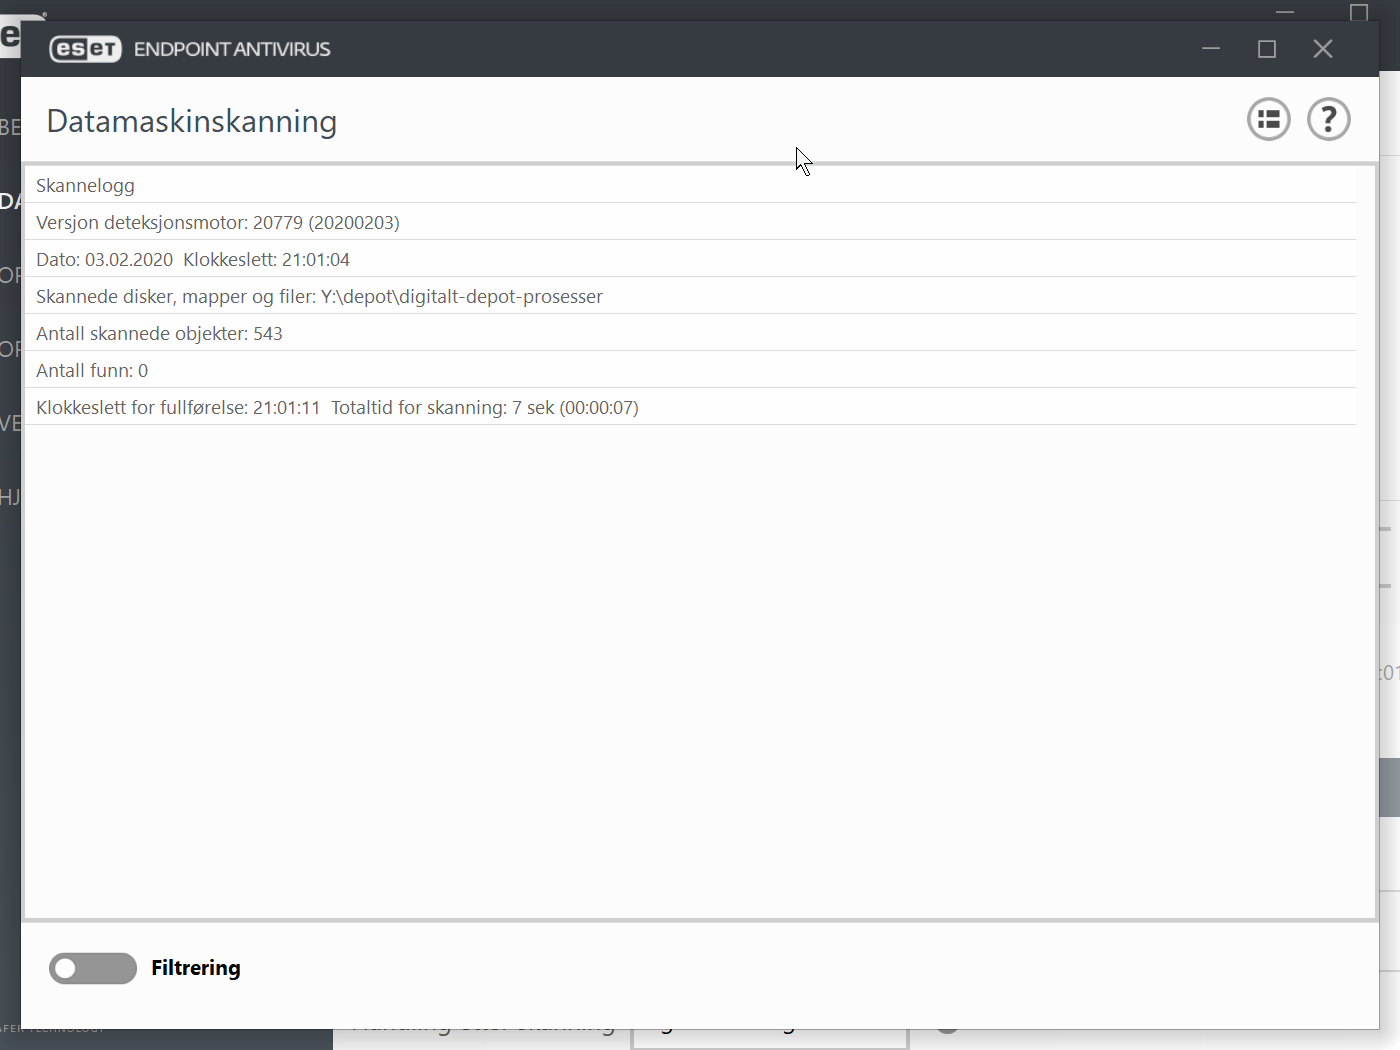 eset ENDPOINT ANTIVIRUS
Datamaskinskanning
Skannelogg
Versjon deteksjonsmotor: 20779 (20200203)
Dato: 03.02.2020 Klokkeslett: 21:01:04
Skannede disker, mapper og filer: Y:\depot\digitalt-depot-prosesser
Antall skannede objekter: 543
Antall funn: 0
Klokkeslett for fullførelse: 21:01:11 Totaltid for skanning: 7 sek (00:00:07)
Filtrering